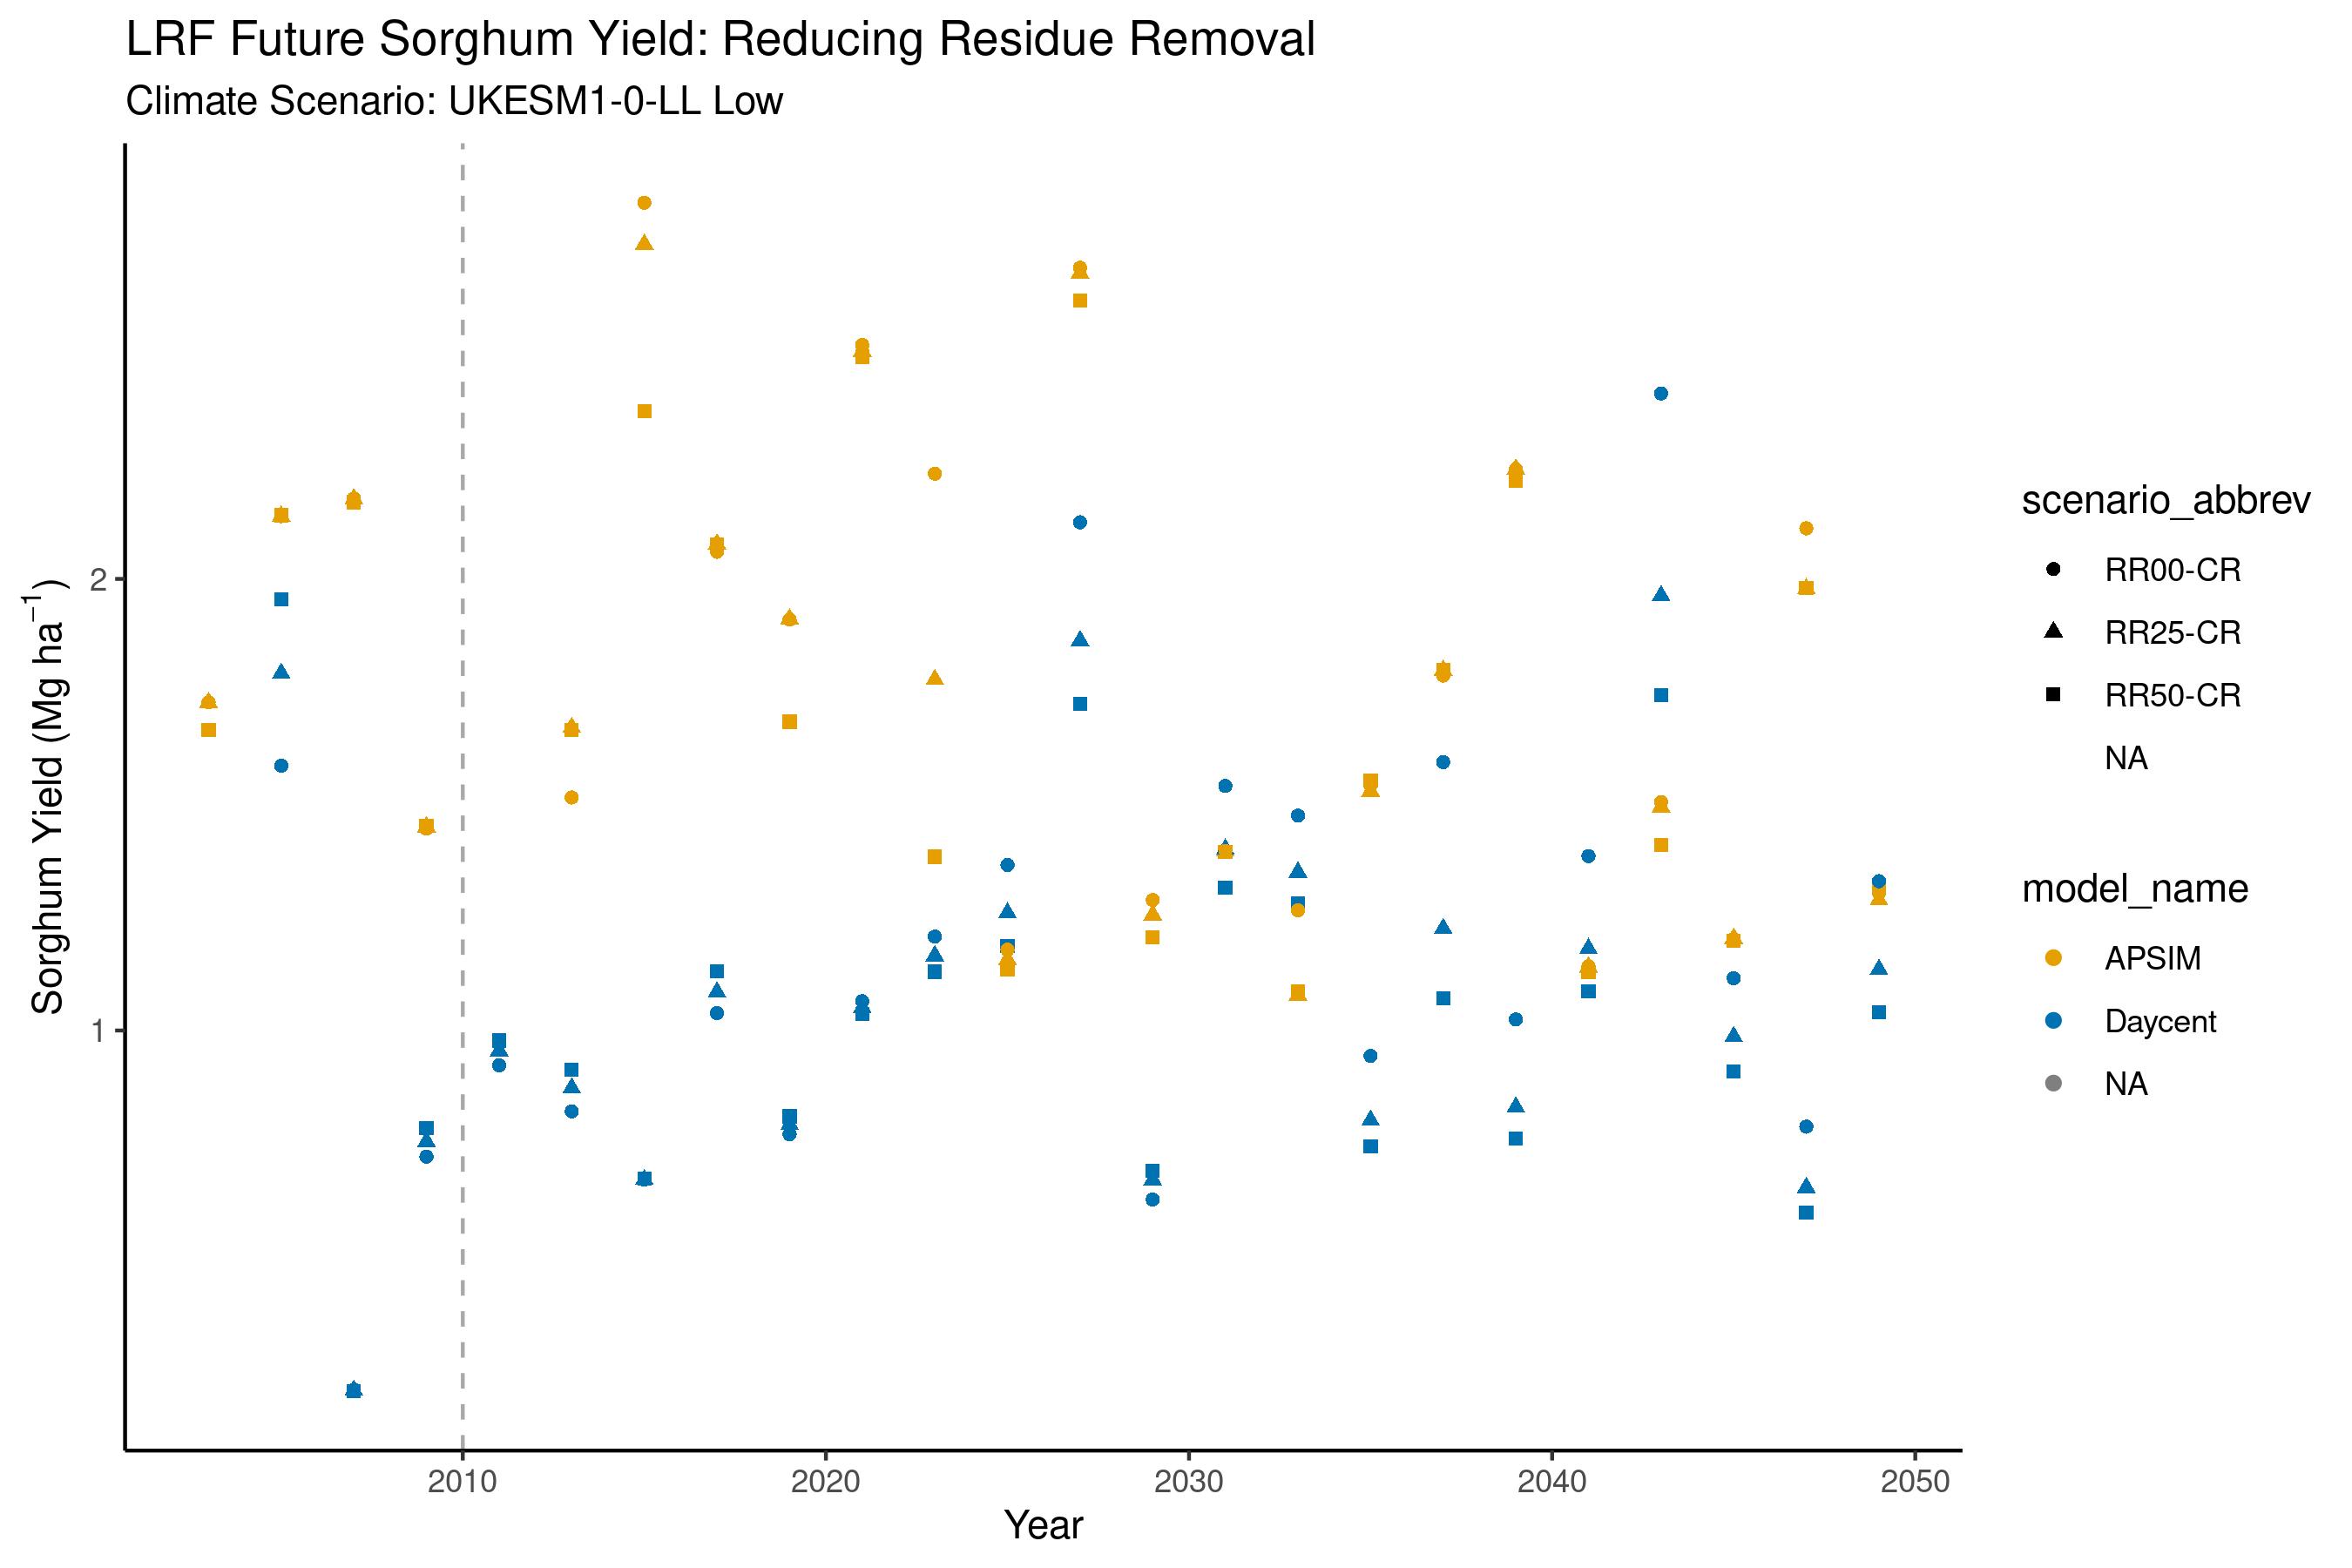 LRF Future Sorghum Yield: Reducing Residue Removal
Climate Scenario: UKESM1-0-LL Low
Sorghum Yield (Mg ha⁻¹)
2
1
2010
2020
2030
2040
2050
Year
scenario_abbrev
RR00-CR
RR25-CR
RR50-CR
NA
model_name
APSIM
Daycent
NA